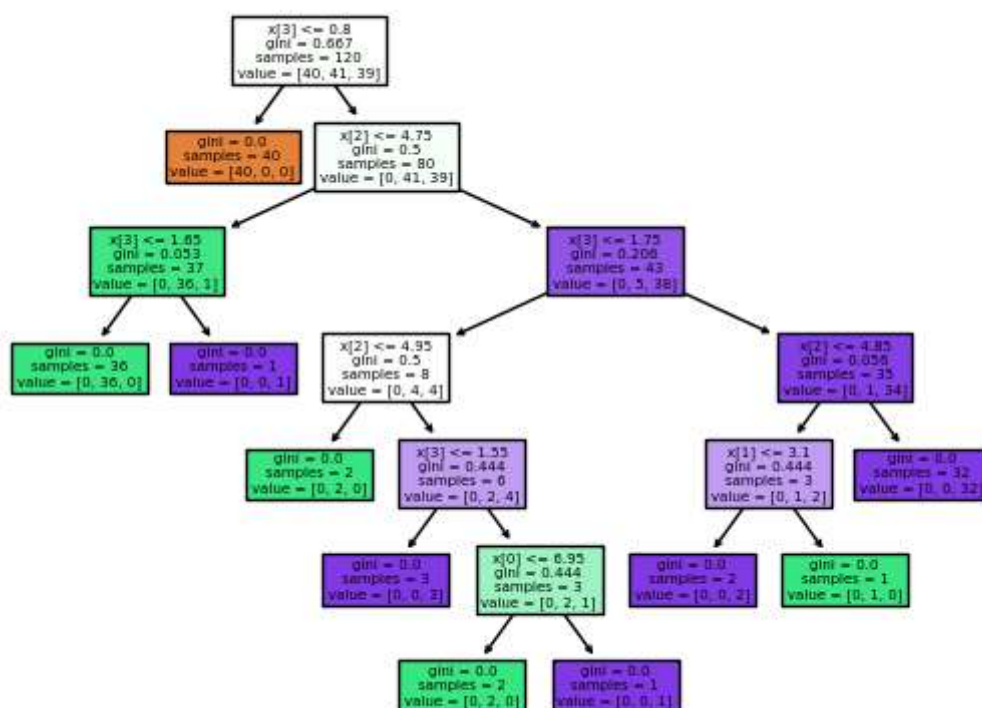 x[3] <= 0.8
gini = 0.667
samples = 120
value = [40, 41, 39]
gini = 0.0
samples = 40
value = [40, 0, 0]
x[2] <= 4.75
gini = 0.5
samples = 80
value = [0, 41, 39]
x[3] <= 1.65
gini = 0.053
samples = 37
value = [0, 36, 1]
x[3] <= 1.75
gini = 0.206
samples = 43
value = [0, 5, 38]
gini = 0.0
samples = 36
value = [0, 36, 0]
gini = 0.0
samples = 1
value = [0, 0, 1]
x[2] <= 4.95
gini = 0.5
samples = 8
value = [0, 4, 4]
x[2] <= 4.85
gini = 0.056
samples = 35
value = [0, 1, 34]
gini = 0.0
samples = 2
value = [0, 2, 0]
x[3] <= 1.55
gini = 0.444
samples = 6
value = [0, 2, 4]
x[1] <= 3.1
gini = 0.444
samples = 3
value = [0, 1, 2]
gini = 0.0
samples = 32
value = [0, 0, 32]
gini = 0.0
samples = 3
value = [0, 0, 3]
x[0] <= 6.95
gini = 0.444
samples = 3
value = [0, 2, 1]
gini = 0.0
samples = 2
value = [0, 0, 2]
gini = 0.0
samples = 1
value = [0, 1, 0]
gini = 0.0
samples = 2
value = [0, 2, 0]
gini = 0.0
samples = 1
value = [0, 0, 1]